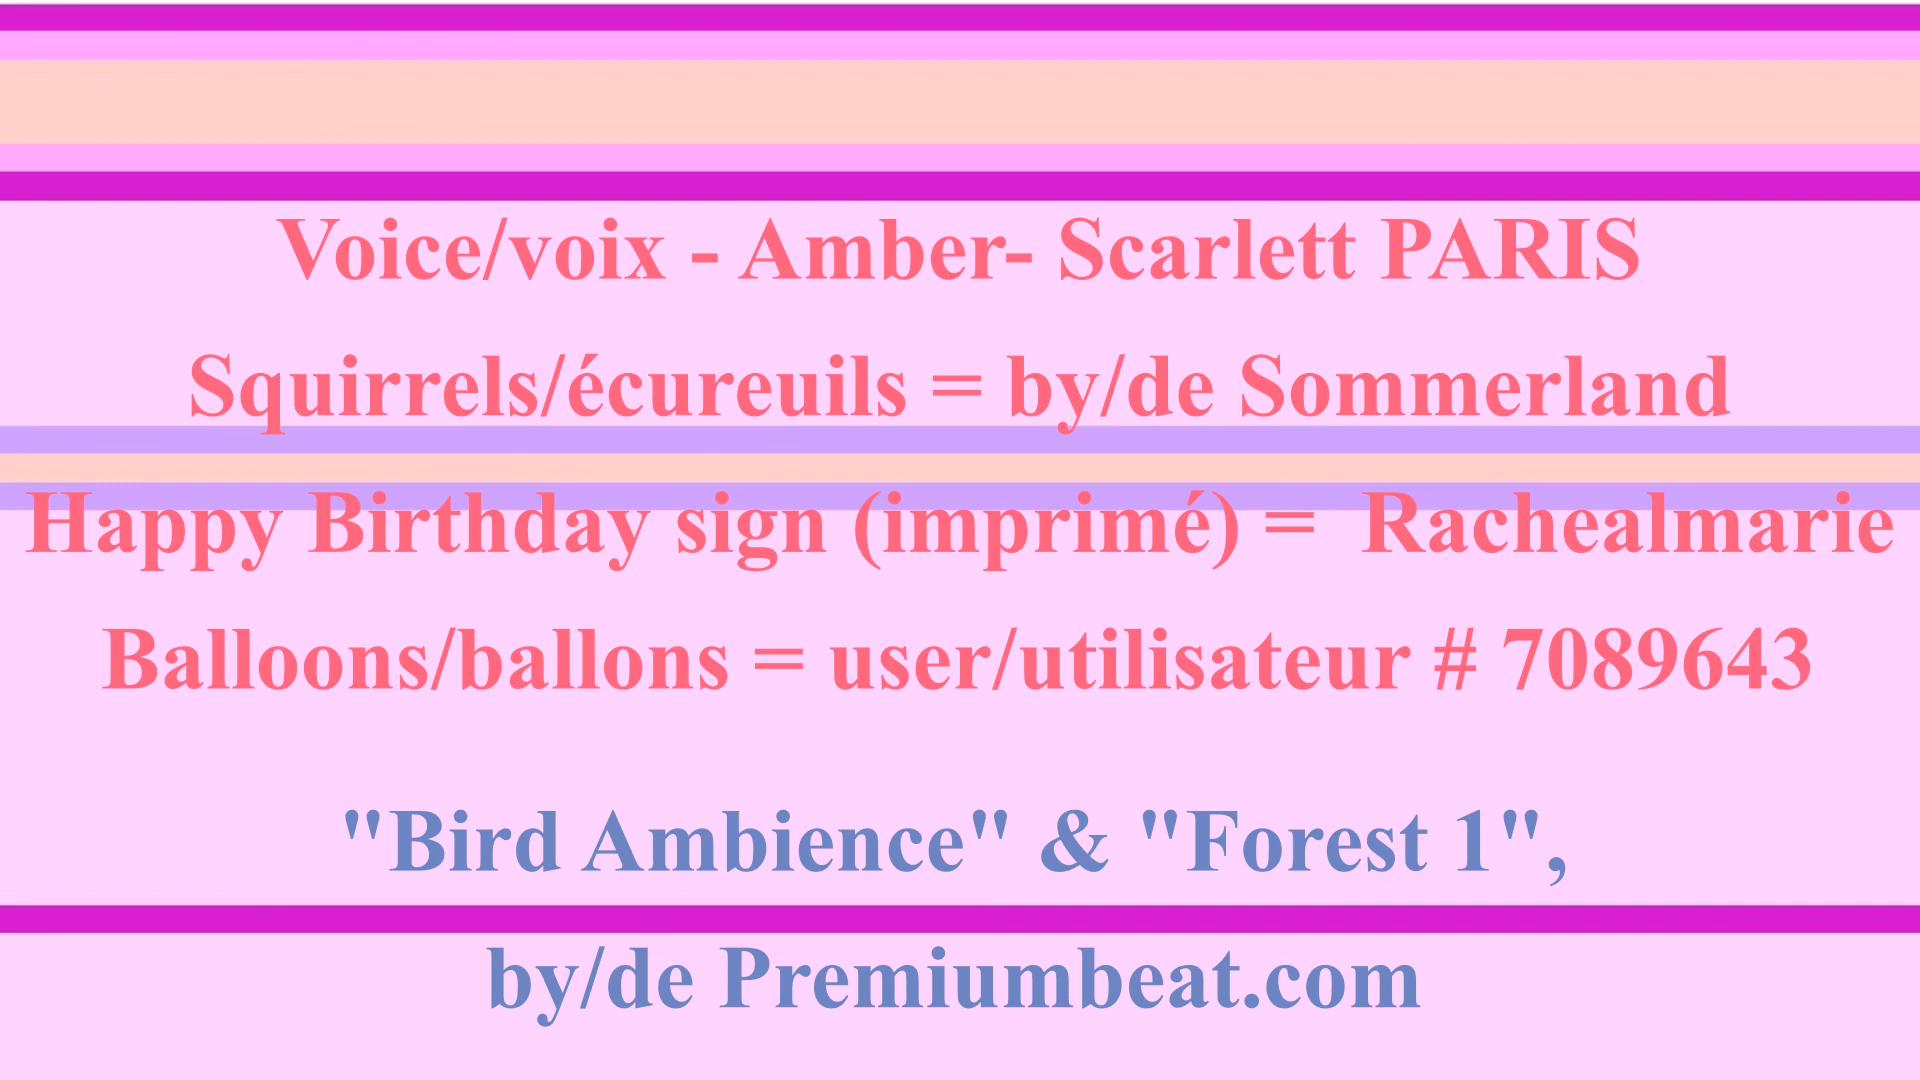 Voice/voix - Amber- Scarlett PARIS
Squirrels/écureuils = by/de Sommerland
Happy Birthday sign (imprimé) =  Rachealmarie
Balloons/ballons = user/utilisateur # 7089643
"Bird Ambience" & "Forest 1",
by/de Premiumbeat.com